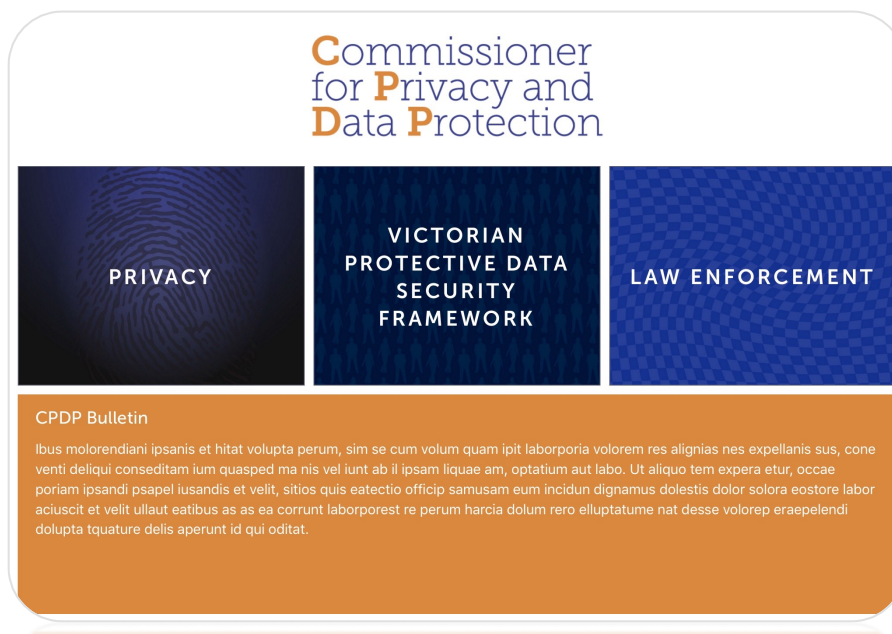 Commissioner
for Privacy and
Data Protection
PRIVACY
VICTORIAN
PROTECTIVE DATA
SECURITY
FRAMEWORK
LAW ENFORCEMENT
CPDP Bulletin
Ibus molorendiani ipsanis et hitat volupta perum, sim se cum volum quam ipit laborporia volorem res alignias nes expellanis sus, cone
venti deliqui conseditam ium quasped ma nis vel iunt ab il ipsam liquae am, optatium aut labo. Ut aliquo tem expera etur, occae
poriam ipsandi psapel iusandis et velit, sitios quis eatectio officip samusam eum incidun dignamus dolestis dolor solora eostore labor
aciuscit et velit ullaut eatibus as as ea corrunt laborporest re perum harcia dolum rero elluptatume nat desse volorep eraepelendi
dolupta tquature delis aperunt id qui oditat.